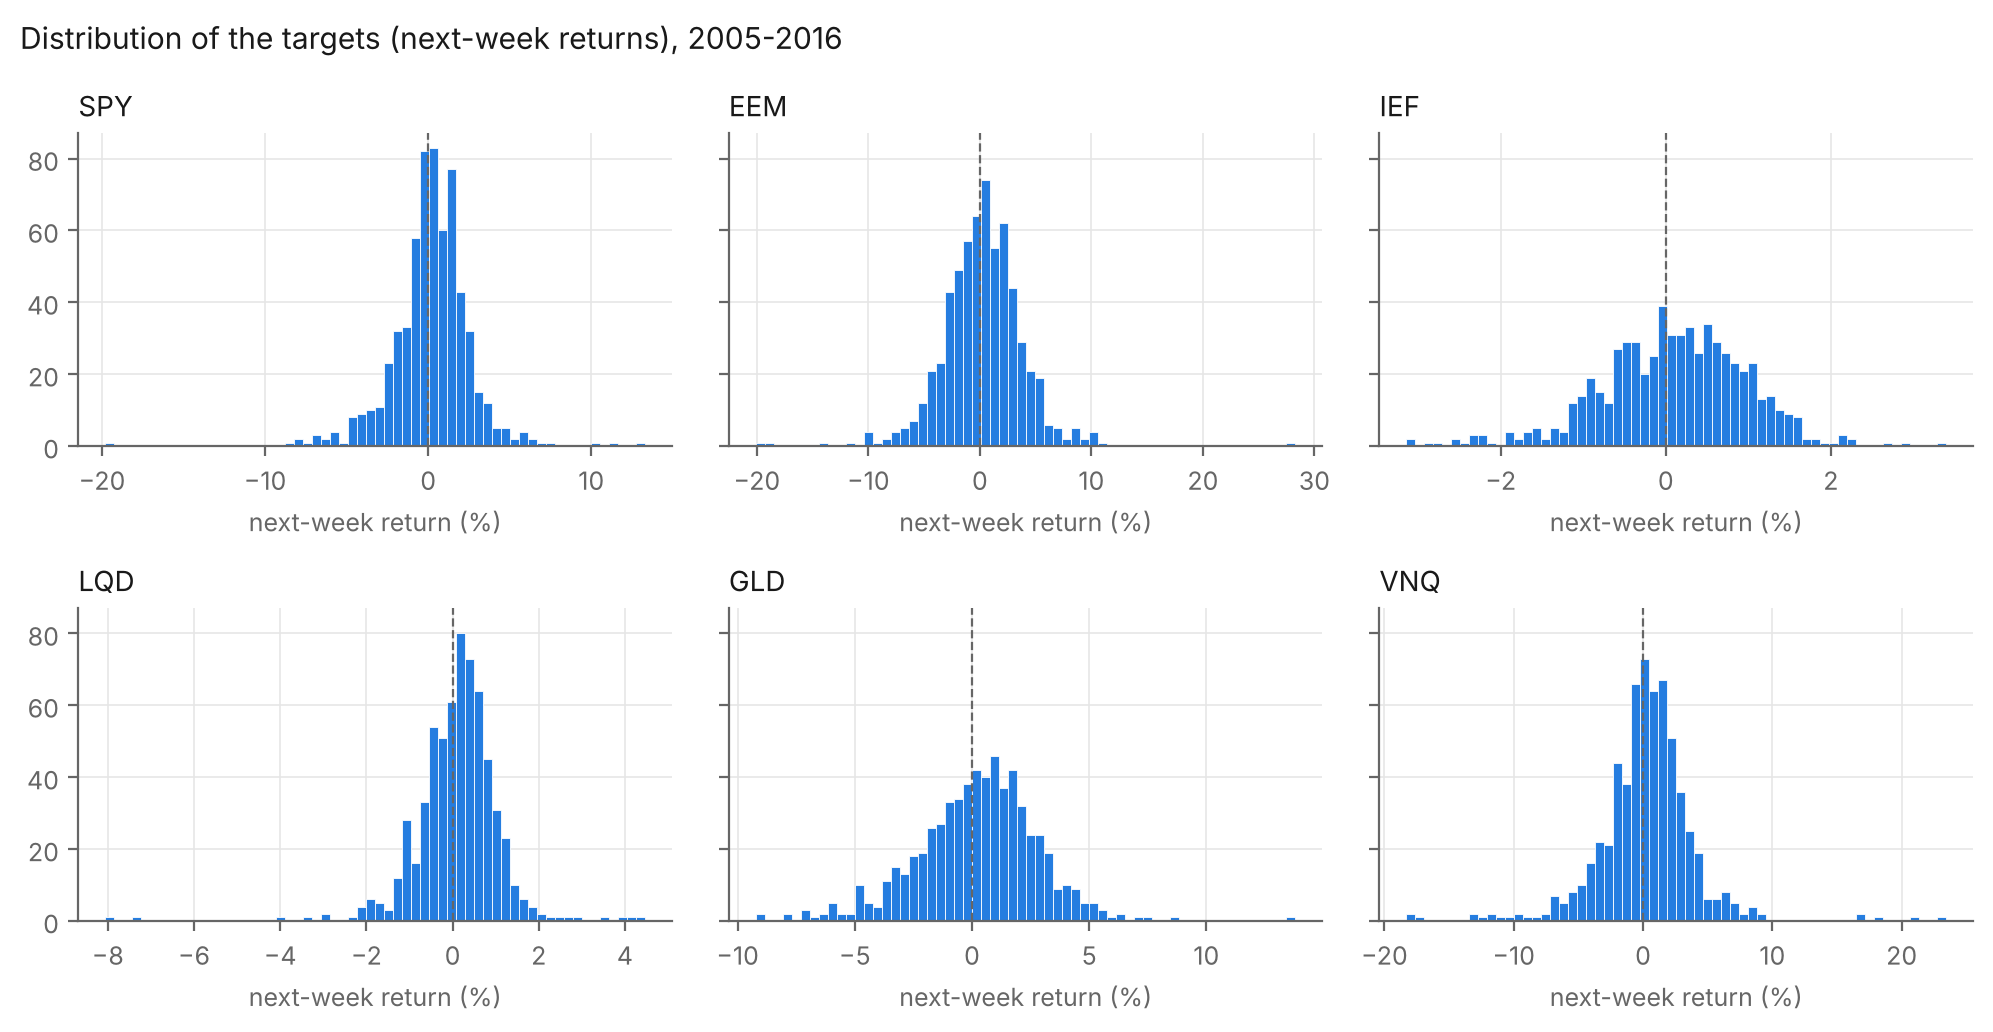 Distribution of the targets (next-week returns), 2005-2016
SPY
80
60
40
20
0
−20 −10 0 10
next-week return (%)
EEM
−20 −10 0 10 20 30
next-week return (%)
IEF
−2 0 2
next-week return (%)
LQD
80
60
40
20
0
−8 −6 −4 −2 0 2 4
next-week return (%)
GLD
−10 −5 0 5 10
next-week return (%)
VNQ
−20 −10 0 10 20
next-week return (%)